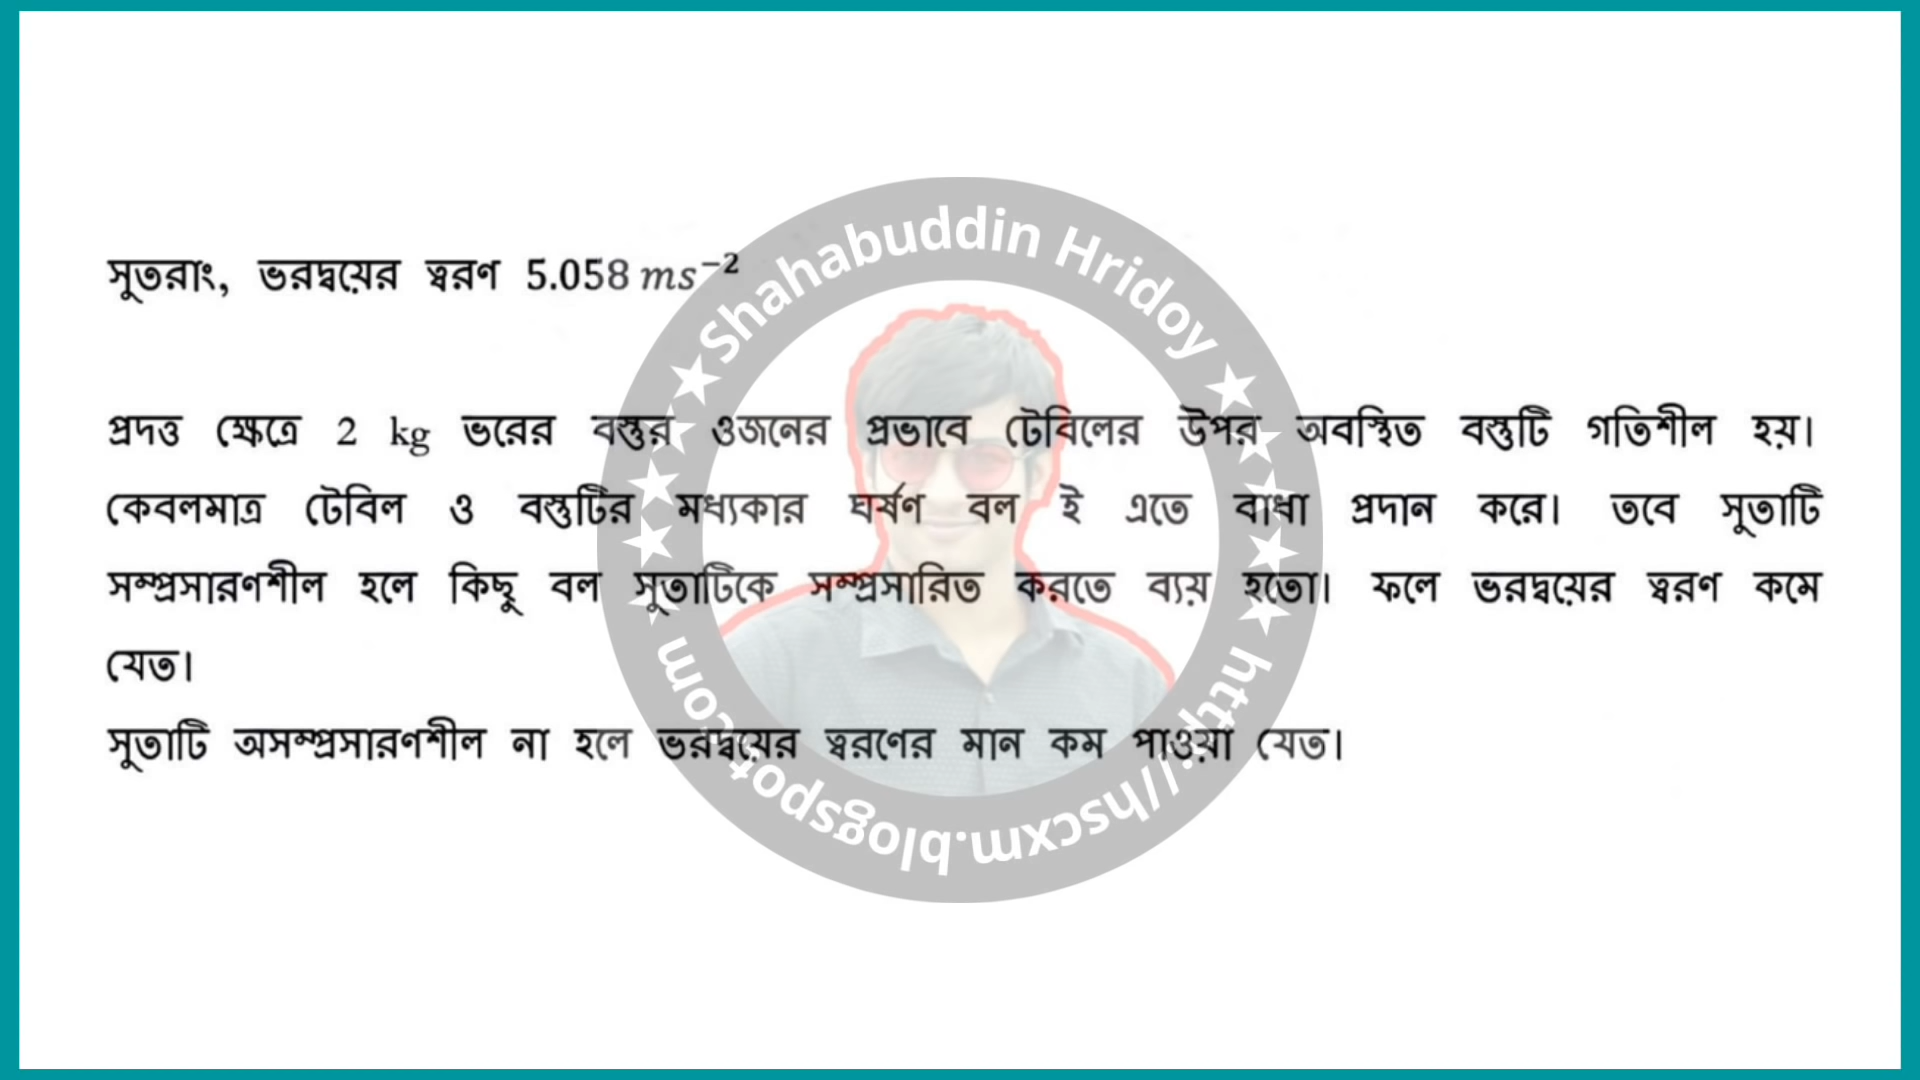 সুতরাং, ভরদ্বয়ের ত্বরণ 5.058 ms⁻²
প্রদত্ত ক্ষেত্রে 2 kg ভরের বস্তুর ওজনের প্রভাবে টেবিলের উপর অবস্থিত বস্তুটি গতিশীল হয়।
কেবলমাত্র টেবিল ও বস্তুটির মধ্যকার ঘর্ষণ বল ই এতে বাধা প্রদান করে। তবে সুতাটি
সম্প্রসারণশীল হলে কিছু বল সুতাটিকে সম্প্রসারিত করতে ব্যয় হতো। ফলে ভরদ্বয়ের ত্বরণ কমে
যেত।
সুতাটি অসম্প্রসারণশীল না হলে ভরদ্বয়ের ত্বরণের মান কম পাওয়া যেত।
★Shahabuddin Hridoy★
★★★ http://hscxm.blogspot.com ★★★